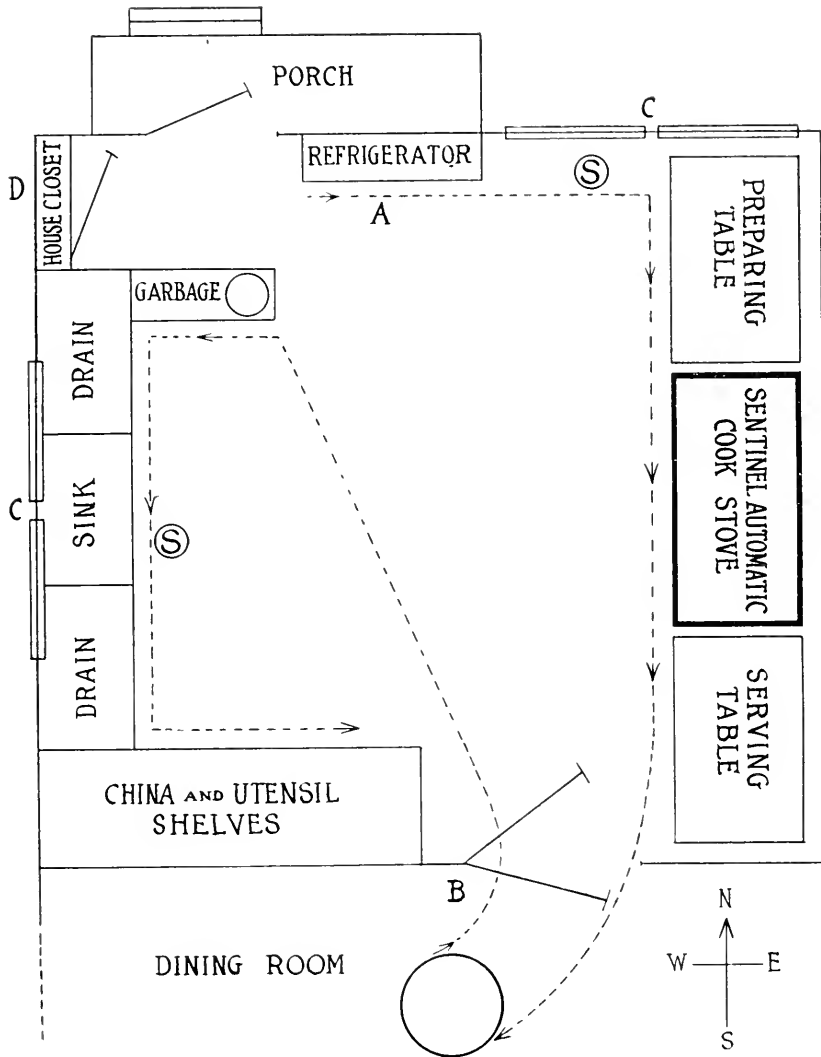 PORCH
C
REFRIGERATOR
HOUSE CLOSET
D
S
A
PREPARING
TABLE
GARBAGE
DRAIN
SENTINEL AUTOMATIC
COOK STOVE
C
SINK
S
DRAIN
SERVING
TABLE
CHINA AND UTENSIL
SHELVES
B
N
W
E
S
DINING ROOM